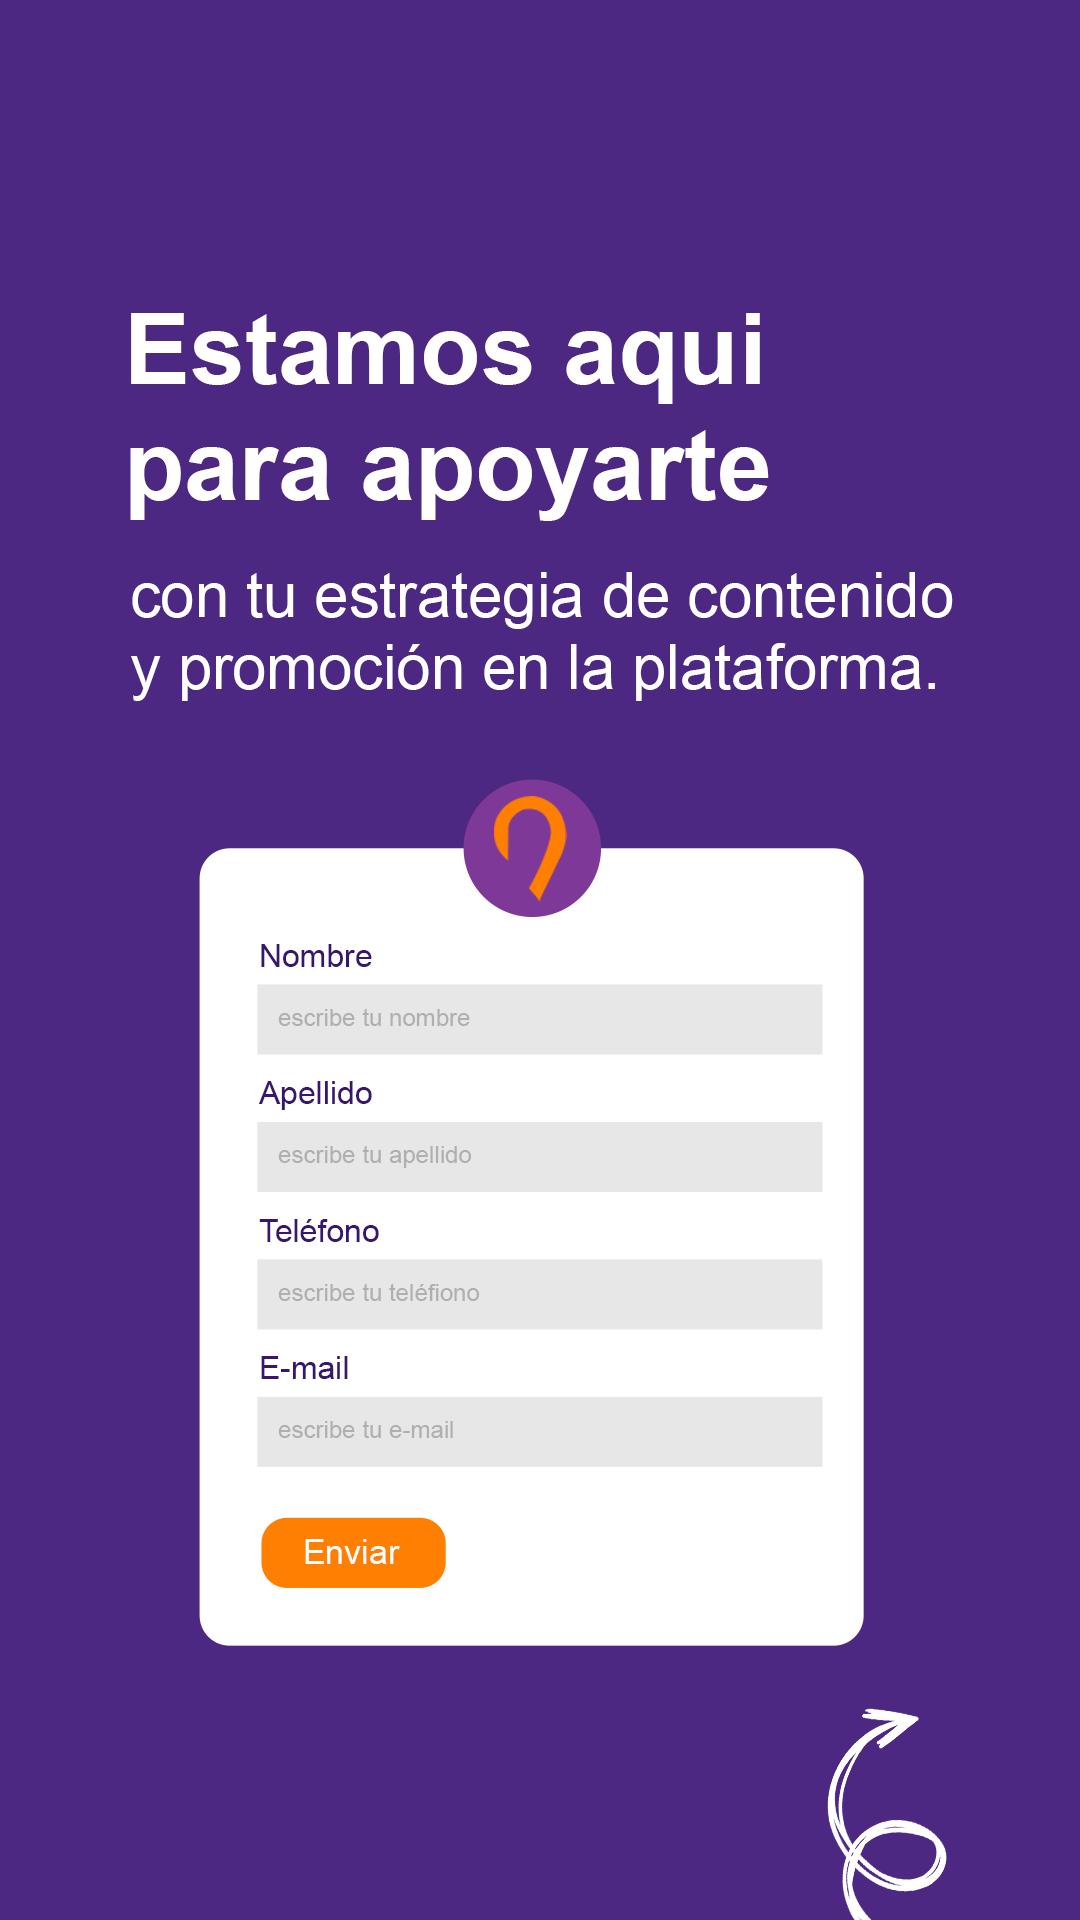 Estamos aqui
para apoyarte
con tu estrategia de contenido
y promoción en la plataforma.
Nombre
escribe tu nombre
Apellido
escribe tu apellido
Teléfono
escribe tu teléfiono
E-mail
escribe tu e-mail
Enviar